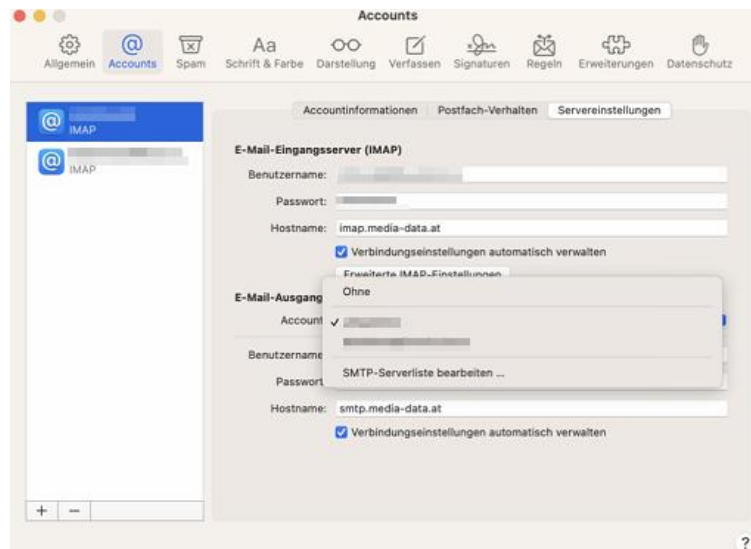 Accounts
Allgemein Accounts Spam Schrift & Farbe Darstellung Verfassen Signaturen Regeln Erweiterungen Datenschutz
Accountinformationen Postfach-Verhalten Servereinstellungen
IMAP
IMAP
E-Mail-Eingangsserver (IMAP)
Benutzername:
Passwort:
Hostname: imap.media-data.at
Verbindungseinstellungen automatisch verwalten
Erweiterte IMAP-Einstellungen
Ohne
E-Mail-Ausgang
Account
Benutzername
SMTP-Serverliste bearbeiten ...
Passwort
Hostname: smtp.media-data.at
Verbindungseinstellungen automatisch verwalten
+ −
?